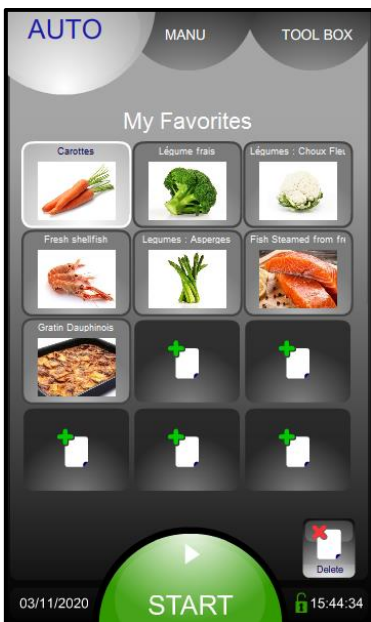 AUTO
MANU
TOOL BOX
My Favorites
Carottes
Légume frais
Légumes : Choux Fleu
Fresh shellfish
Legumes : Asperges
Fish Steamed from fre
Gratin Dauphinois
Delete
03/11/2020
START
15:44:34